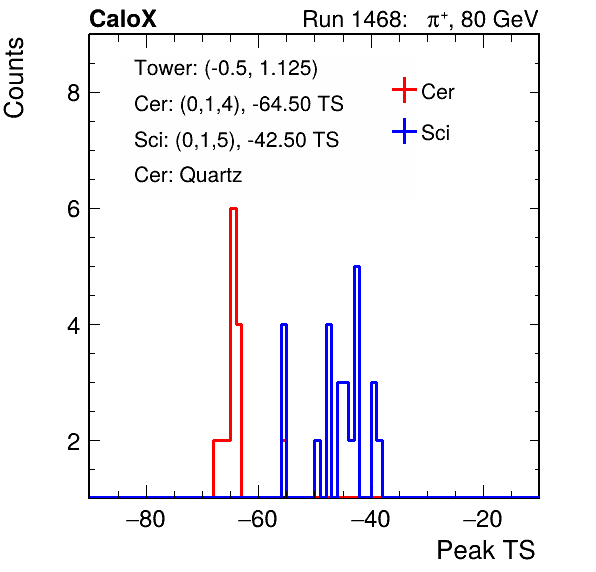 CaloX Run 1468: π⁺, 80 GeV
Counts
Tower: (-0.5, 1.125)
Cer: (0,1,4), -64.50 TS
Sci: (0,1,5), -42.50 TS
Cer: Quartz
Cer
Sci
8
6
4
2
−80 −60 −40 −20
Peak TS